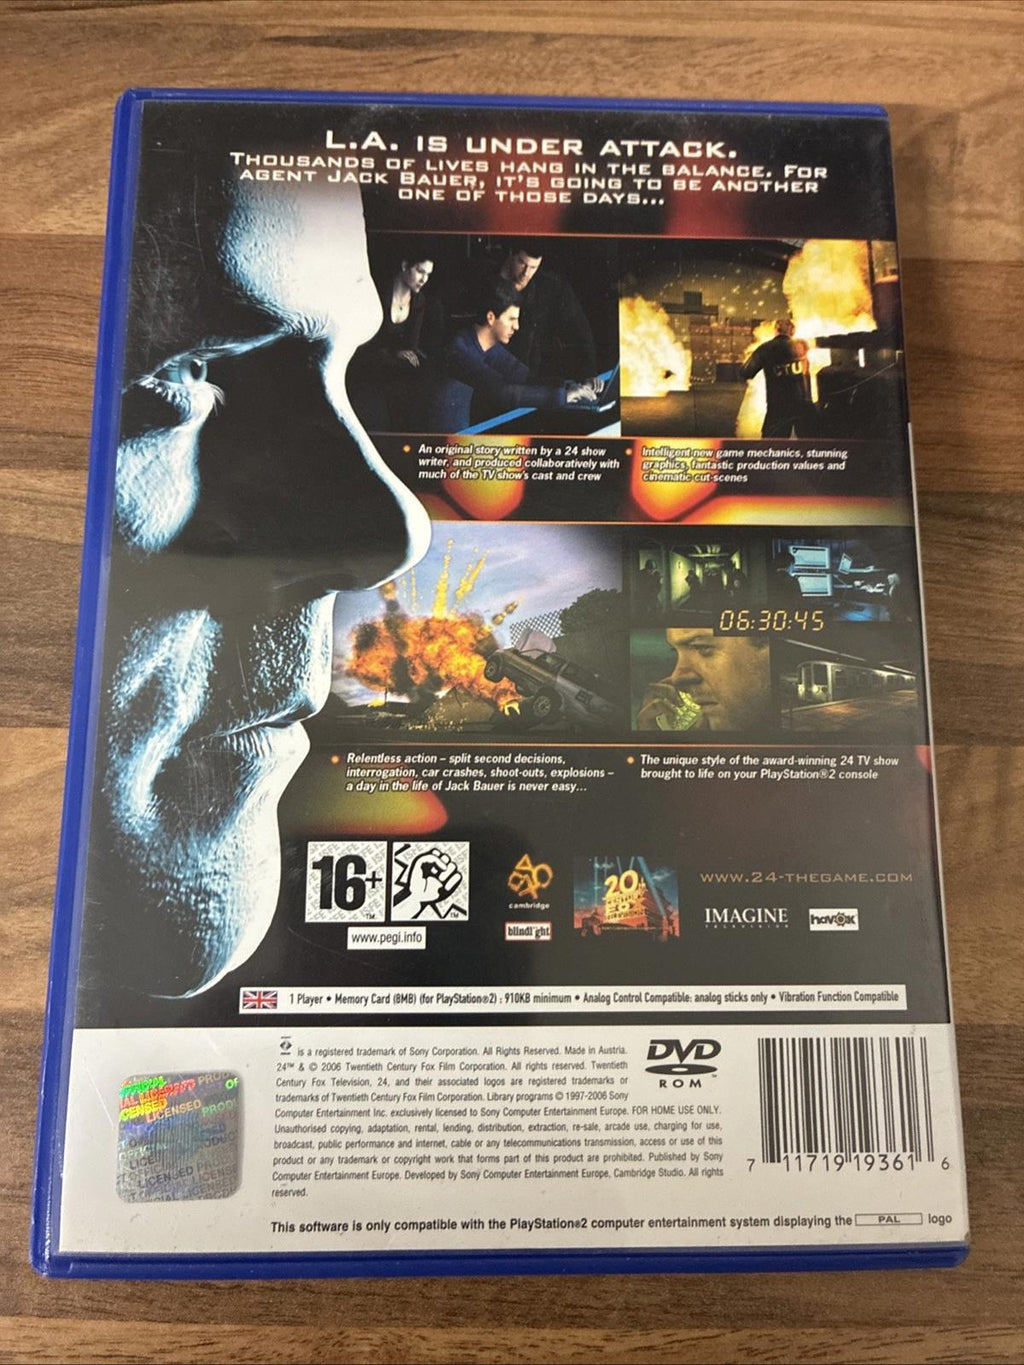 L.A. IS UNDER ATTACK.
THOUSANDS OF LIVES HANG IN THE BALANCE. FOR
AGENT JACK BAUER, IT'S GOING TO BE ANOTHER
ONE OF THOSE DAYS...
CTU
• An original story written by a 24 show
writer, and produced collaboratively with
much of the TV show's cast and crew
• Intelligent new game mechanics, stunning
graphics, fantastic production values and
cinematic cut-scenes
06:30:45
• Relentless action – split second decisions,
interrogation, car crashes, shoot-outs, explosions –
a day in the life of Jack Bauer is never easy...
• The unique style of the award-winning 24 TV show
brought to life on your PlayStation®2 console
16+
TM
www.pegi.info
cambridge
blindlight
20th
WWW.24-THEGAME.COM
IMAGINE
TELEVISION
havok
1 Player • Memory Card (8MB) (for PlayStation®2) : 910KB minimum • Analog Control Compatible: analog sticks only • Vibration Function Compatible
is a registered trademark of Sony Corporation. All Rights Reserved. Made in Austria.
24™ & © 2006 Twentieth Century Fox Film Corporation. All rights reserved. Twentieth
Century Fox Television, 24, and their associated logos are registered trademarks or
trademarks of Twentieth Century Fox Film Corporation. Library programs © 1997-2006 Sony
Computer Entertainment Inc. exclusively licensed to Sony Computer Entertainment Europe. FOR HOME USE ONLY.
Unauthorised copying, adaptation, rental, lending, distribution, extraction, re-sale, arcade use, charging for use,
broadcast, public performance and internet, cable or any telecommunications transmission, access or use of this
product or any trademark or copyright work that forms part of this product are prohibited. Published by Sony
Computer Entertainment Europe. Developed by Sony Computer Entertainment Europe, Cambridge Studio. All rights
reserved.
DVD
ROM
7 11719 19361 6
This software is only compatible with the PlayStation®2 computer entertainment system displaying the PAL logo
LICENSED PROD